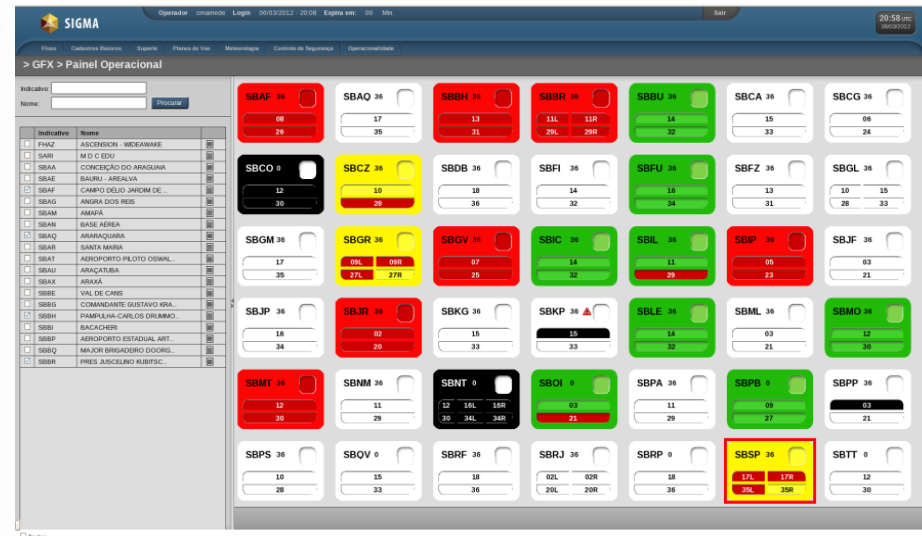 Operador cmamede Login 06/03/2012 - 20:08 Expira em: 60 Min
Sair
SIGMA
20:58 UTC
06/03/2012
Fluxo Cadastros Básicos Suporte Planos de Voo Meteorologia Controle de Segurança Operacionalidade
> GFX > Painel Operacional
Indicativo:
Nome: Procurar
Indicativo Nome
FHAZ ASCENSION - WIDEAWAKE
SARI M D C EDU
SBAA CONCEIÇÃO DO ARAGUAIA
SBAE BAURU - AREALVA
SBAF CAMPO DÉLIO JARDIM DE ...
SBAG ANGRA DOS REIS
SBAM AMAPÁ
SBAN BASE AÉREA
SBAQ ARARAQUARA
SBAR SANTA MARIA
SBAT AEROPORTO PILOTO OSWAL...
SBAU ARAÇATUBA
SBAX ARAXÁ
SBBE VAL DE CANS
SBBG COMANDANTE GUSTAVO KRA...
SBBH PAMPULHA-CARLOS DRUMMO...
SBBI BACACHERI
SBBP AEROPORTO ESTADUAL ART...
SBBQ MAJOR BRIGADEIRO DOORG...
SBBR PRES JUSCELINO KUBITSC...
SBAF 36 SBAQ 36 SBBH 36 SBBR 36 SBBU 36 SBCA 36 SBCG 36
08 17 13 11L 11R 14 15 06
26 35 31 29L 29R 32 33 24
SBCO 0 SBCZ 36 SBDB 36 SBFI 36 SBFU 36 SBFZ 36 SBGL 36
12 10 18 14 16 13 10 15
30 28 36 32 34 31 28 33
SBGM 36 SBGR 36 SBGV 36 SBIC 36 SBIL 36 SBIP 36 SBJF 36
17 09L 09R 07 14 11 05 03
35 27L 27R 25 32 29 23 21
SBJP 36 SBJR 36 SBKG 36 SBKP 36 SBLE 36 SBML 36 SBMO 36
16 02 15 15 14 03 12
34 20 33 33 32 21 30
SBMT 36 SBNM 36 SBNT 0 SBOI 0 SBPA 36 SBPB 0 SBPP 36
12 11 12 16L 16R 03 11 09 03
30 29 30 34L 34R 21 29 27 21
SBPS 36 SBQV 0 SBRF 36 SBRJ 36 SBRP 0 SBSP 36 SBTT 0
10 15 18 02L 02R 18 17L 17R 12
28 33 36 20L 20R 36 35L 35R 30